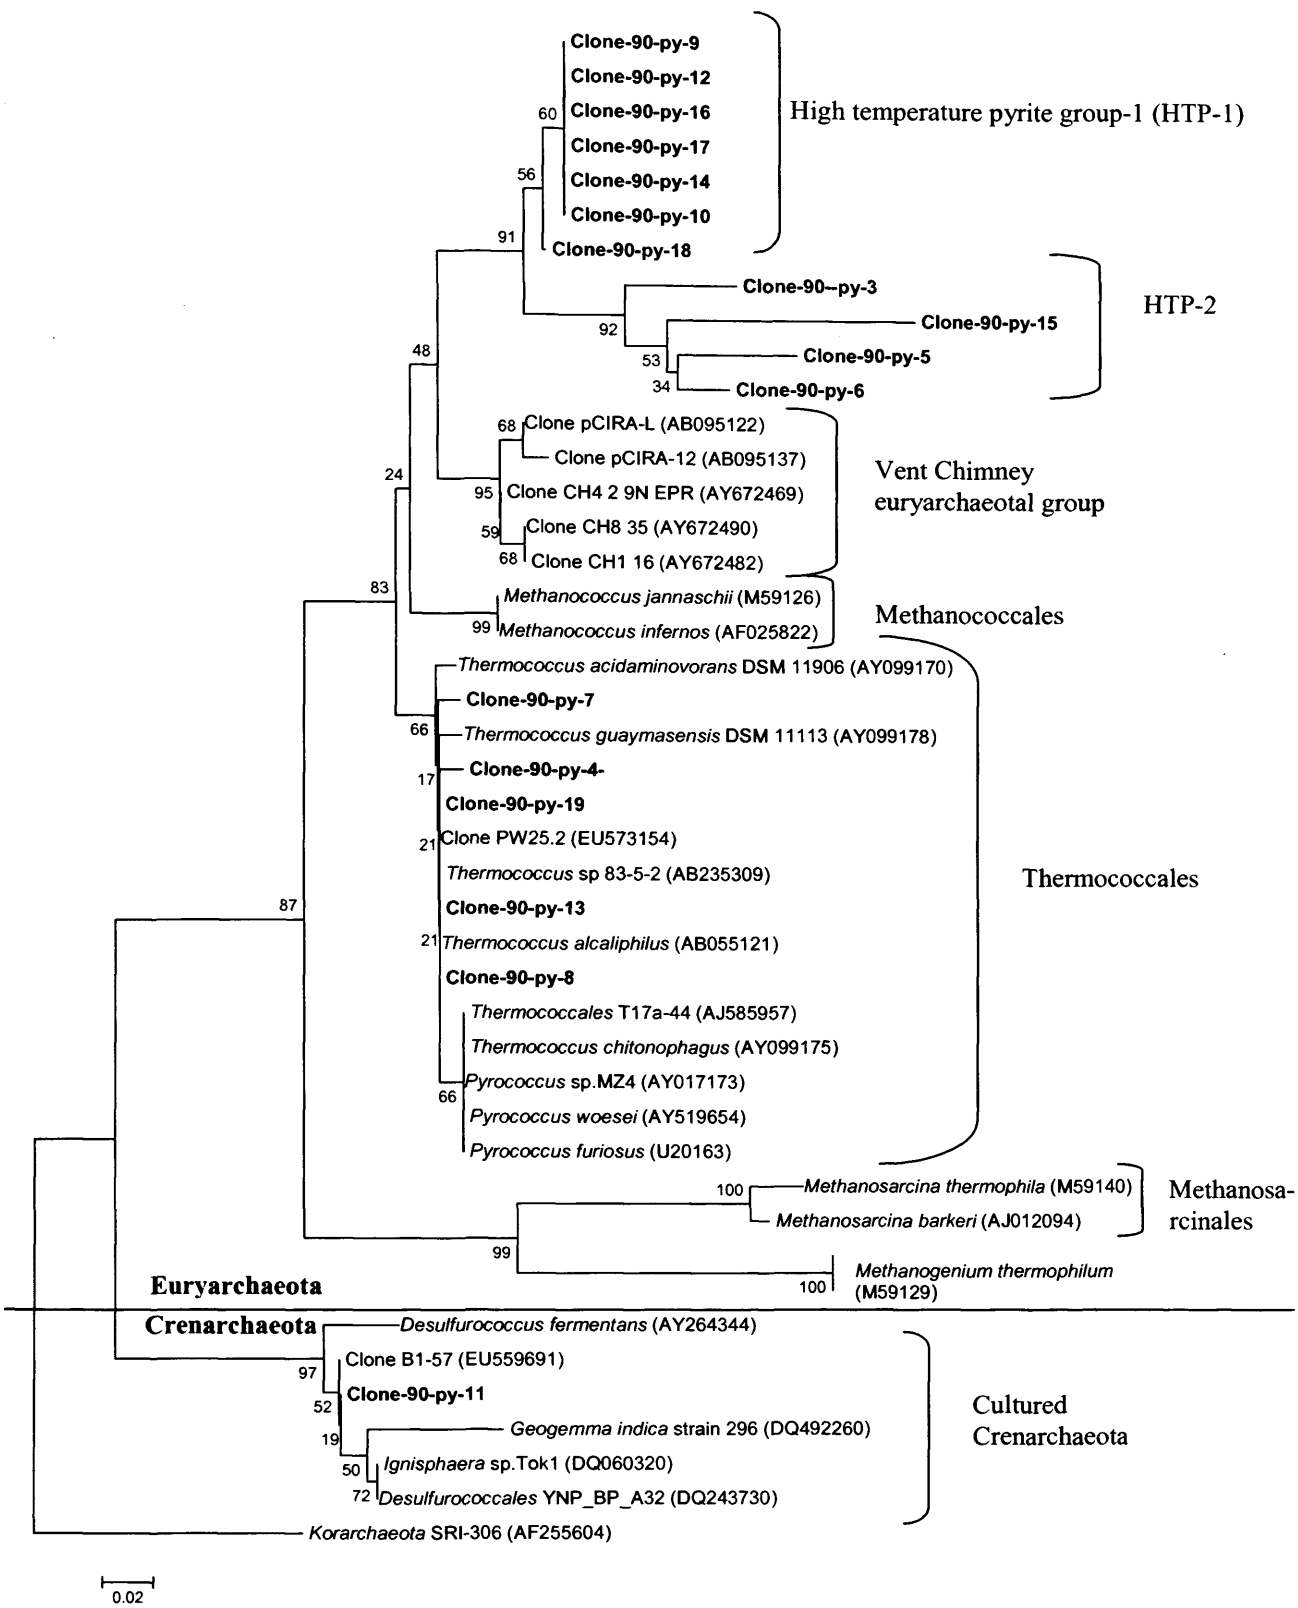 Clone-90-py-9
Clone-90-py-12
Clone-90-py-16
60
High temperature pyrite group-1 (HTP-1)
Clone-90-py-17
Clone-90-py-14
56
Clone-90-py-10
91
Clone-90-py-18
Clone-90--py-3
HTP-2
92
Clone-90-py-15
48
53
Clone-90-py-5
34
Clone-90-py-6
68
Clone pCIRA-L (AB095122)
Clone pCIRA-12 (AB095137)
Vent Chimney
euryarchaeotal group
24
95
Clone CH4 2 9N EPR (AY672469)
59
Clone CH8 35 (AY672490)
68
Clone CH1 16 (AY672482)
83
Methanococcus jannaschii (M59126)
Methanococcales
99
Methanococcus infernos (AF025822)
Thermococcus acidaminovorans DSM 11906 (AY099170)
Clone-90-py-7
66
Thermococcus guaymasensis DSM 11113 (AY099178)
17
Clone-90-py-4-
Clone-90-py-19
21
Clone PW25.2 (EU573154)
Thermococcus sp 83-5-2 (AB235309)
Thermococcales
87
Clone-90-py-13
21
Thermococcus alcaliphilus (AB055121)
Clone-90-py-8
Thermococcales T17a-44 (AJ585957)
Thermococcus chitonophagus (AY099175)
66
Pyrococcus sp.MZ4 (AY017173)
Pyrococcus woesei (AY519654)
Pyrococcus furiosus (U20163)
100
Methanosarcina thermophila (M59140)
Methanosa-
rcinales
Methanosarcina barkeri (AJ012094)
99
100
Methanogenium thermophilum
(M59129)
Euryarchaeota
Crenarchaeota
Desulfurococcus fermentans (AY264344)
97
Clone B1-57 (EU559691)
52
Clone-90-py-11
Cultured
Crenarchaeota
19
Geogemma indica strain 296 (DQ492260)
50
Ignisphaera sp.Tok1 (DQ060320)
72
Desulfurococcales YNP_BP_A32 (DQ243730)
Korarchaeota SRI-306 (AF255604)
0.02